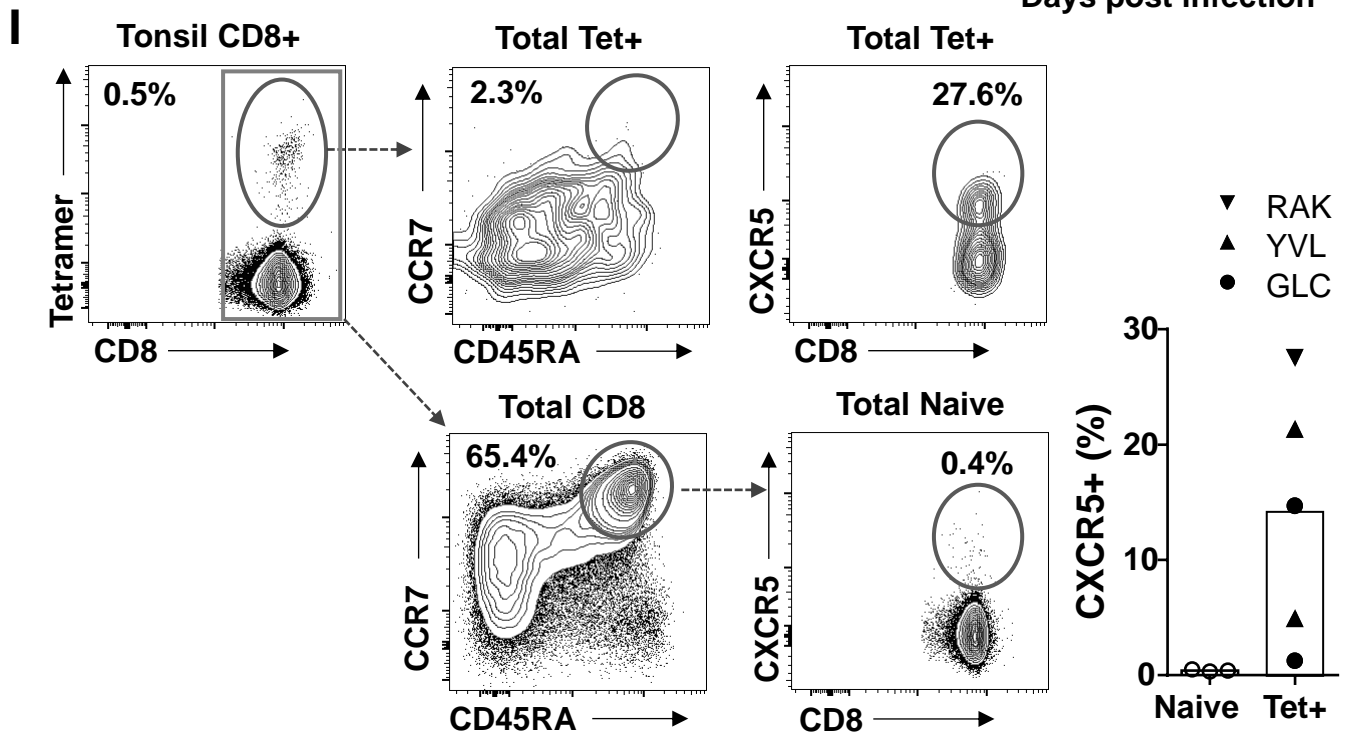 Days post infection
I
Tonsil CD8+
Total Tet+
Total Tet+
0.5%
2.3%
27.6%
Tetramer
CCR7
CXCR5
CD8
CD45RA
CD8
RAK
YVL
GLC
Total CD8
Total Naive
65.4%
0.4%
CCR7
CXCR5
CD45RA
CD8
CXCR5+ (%)
30
20
10
0
Naive
Tet+